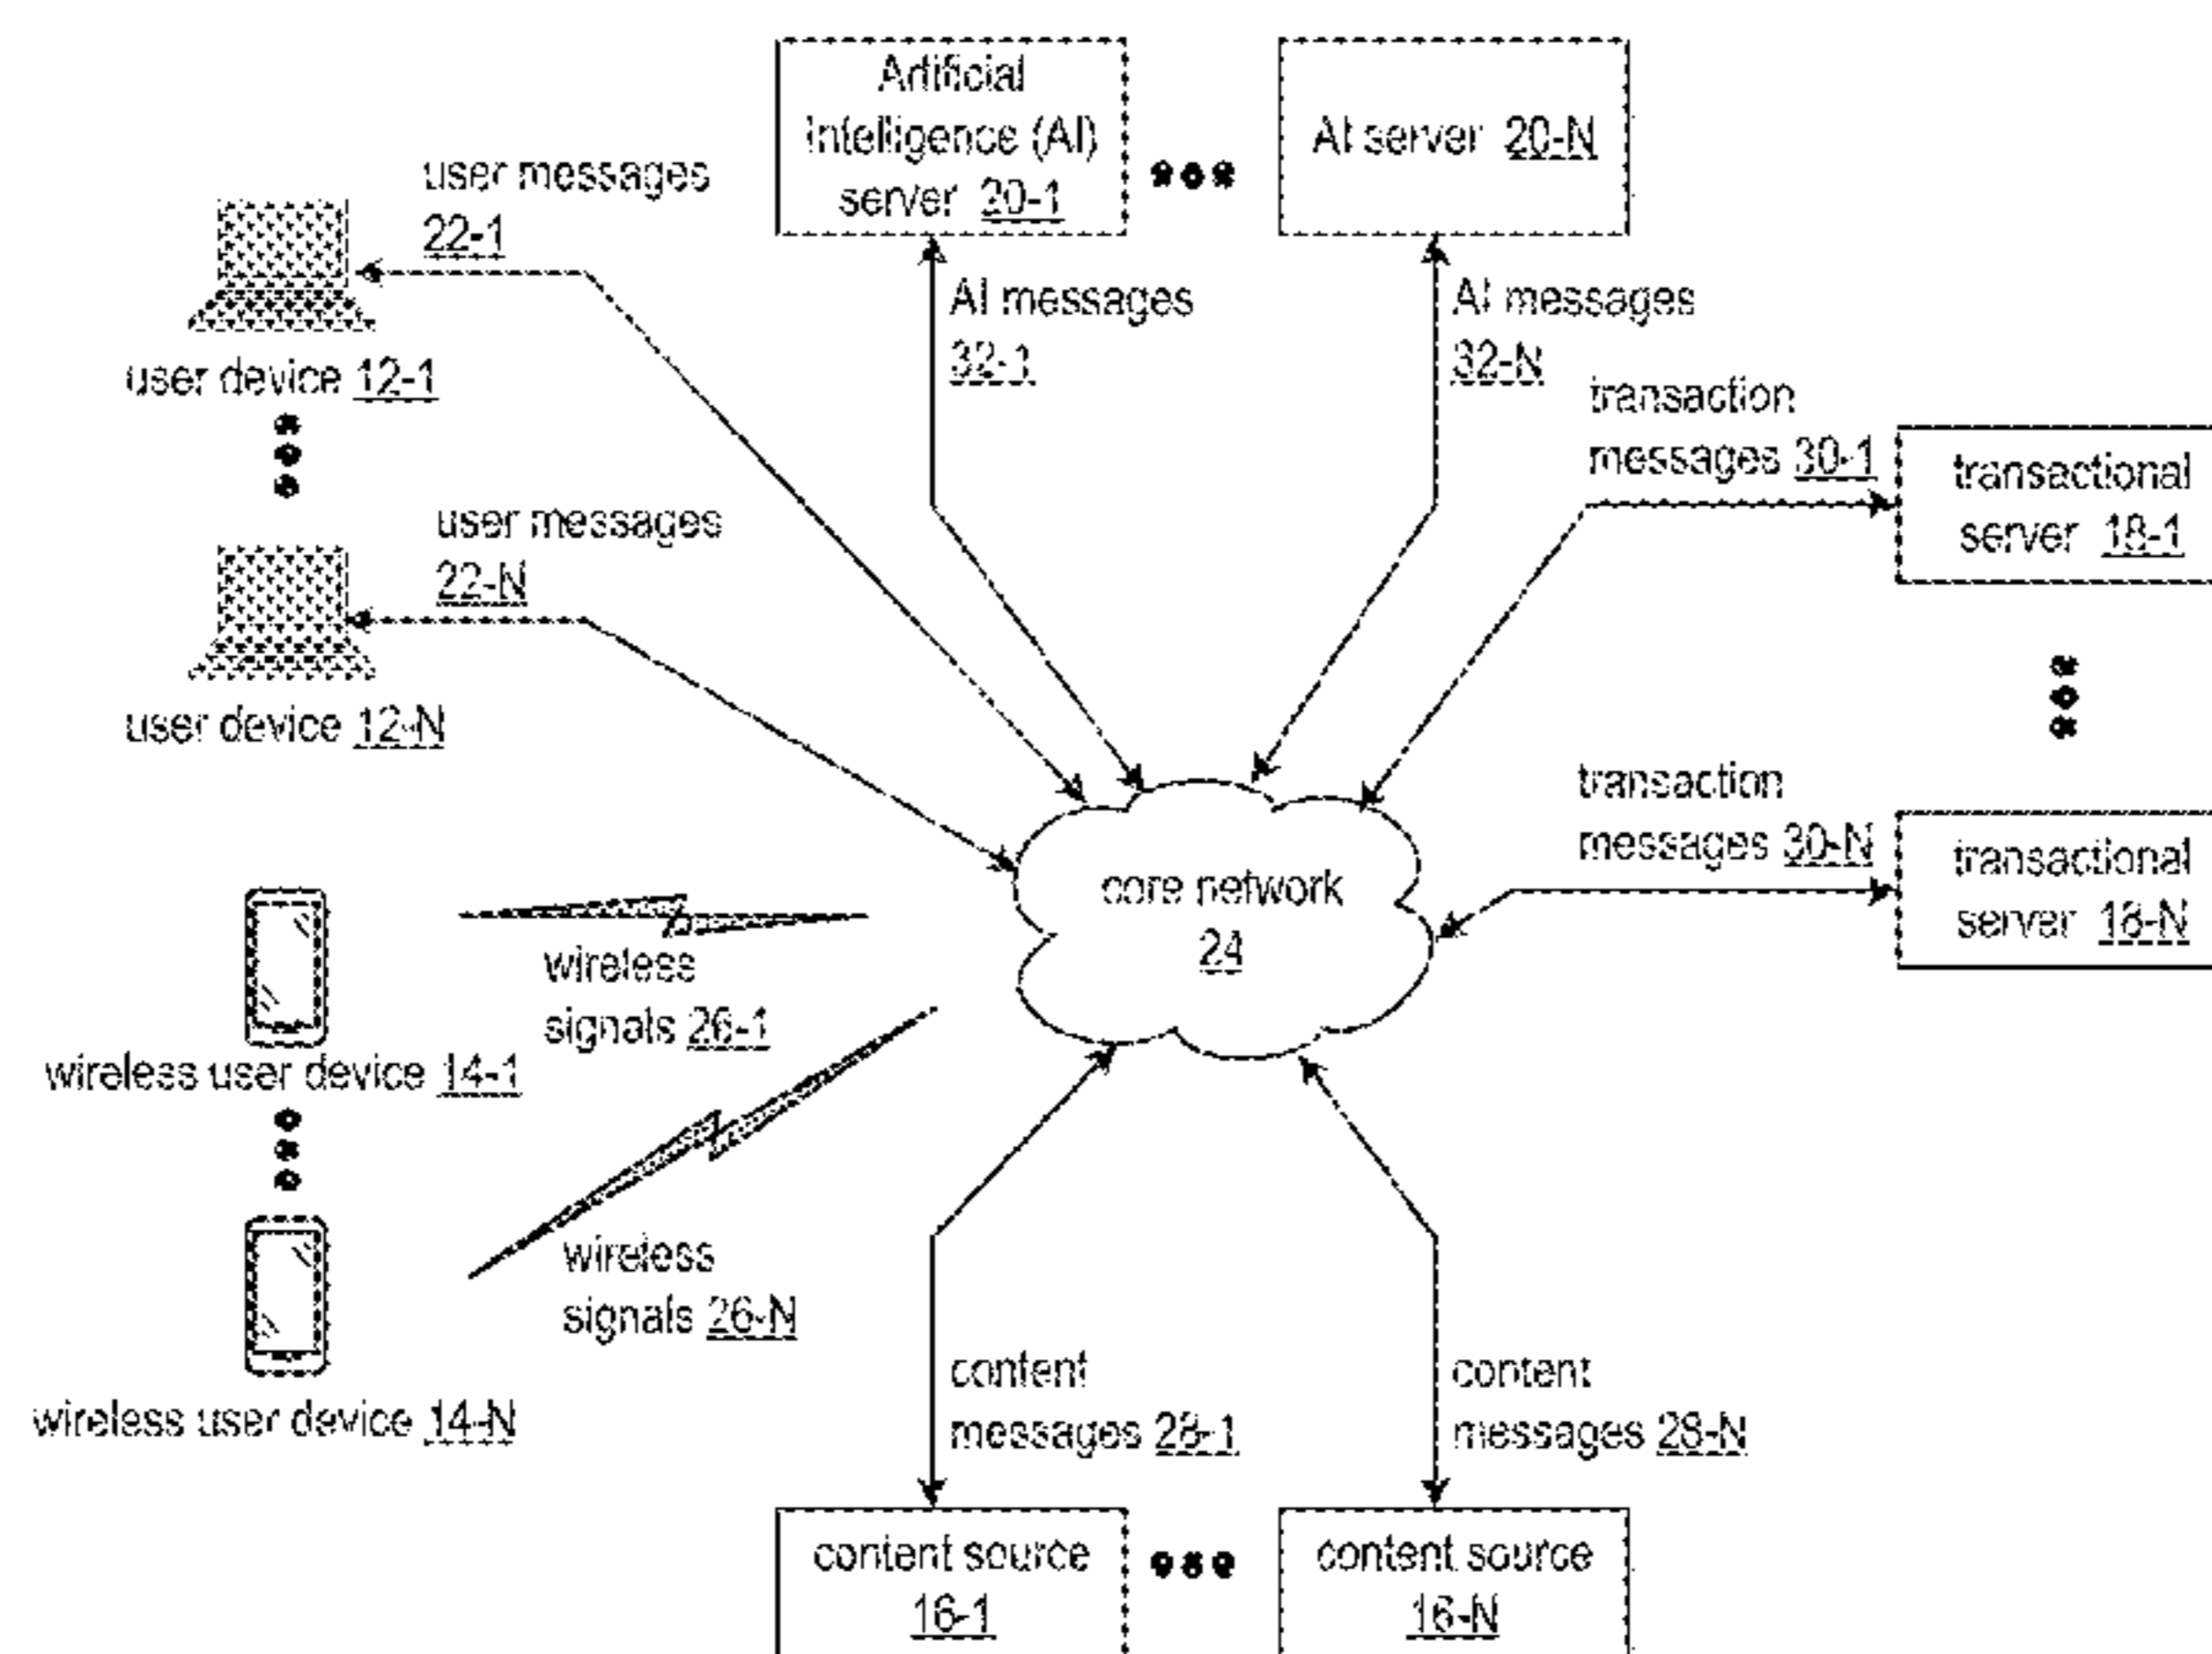 Artificial
Intelligence (AI)
server 20-1
AI server 20-N
user messages
22-1
user device 12-1
AI messages
32-1
AI messages
32-N
transaction
messages 30-1
transactional
server 18-1
user messages
22-N
user device 12-N
transaction
messages 30-N
transactional
server 18-N
core network
24
wireless
signals 26-1
wireless user device 14-1
wireless
signals 26-N
wireless user device 14-N
content
messages 28-1
content
messages 28-N
content source
16-1
content source
16-N